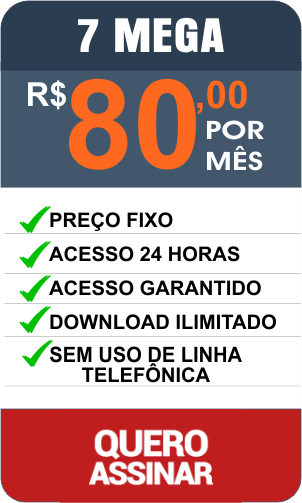 7 MEGA
R$ 80,00
POR
MÊS
PREÇO FIXO
ACESSO 24 HORAS
ACESSO GARANTIDO
DOWNLOAD ILIMITADO
SEM USO DE LINHA
TELEFÔNICA
QUERO
ASSINAR